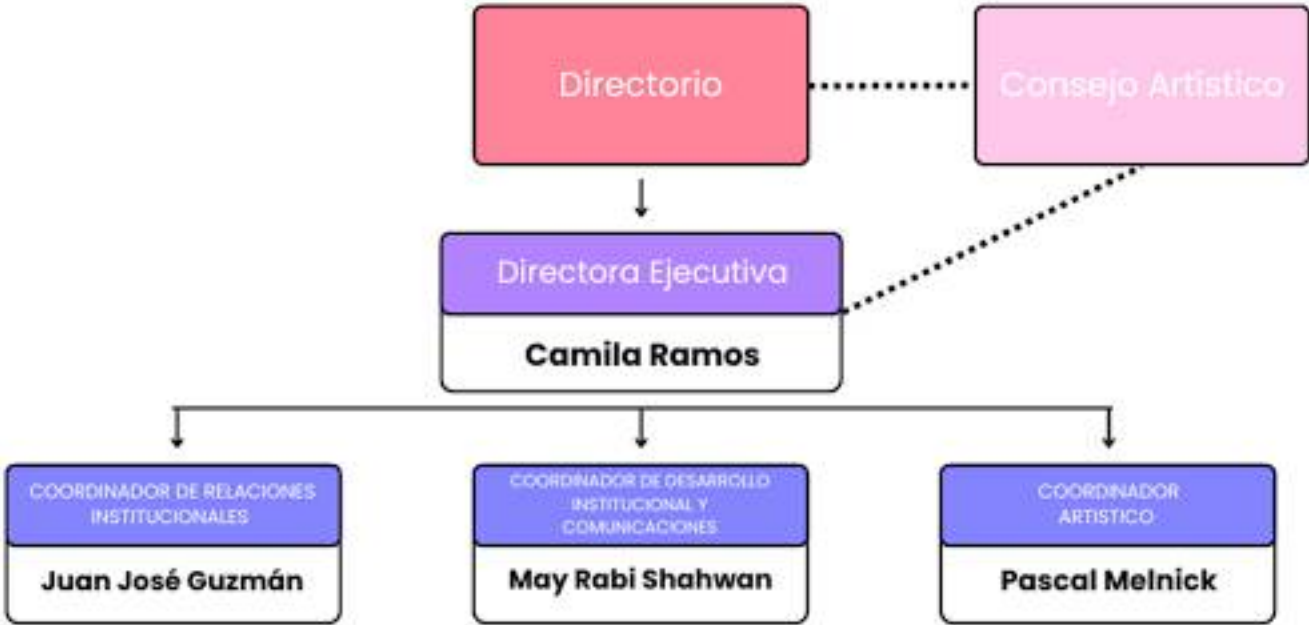 Directorio
Consejo Artistico
Directora Ejecutiva
Camila Ramos
COORDINADOR DE RELACIONES
INSTITUCIONALES
Juan José Guzmán
COORDINADOR DE DESARROLLO
INSTITUCIONAL Y
COMUNICACIONES
May Rabi Shahwan
COORDINADOR
ARTISTICO
Pascal Melnick